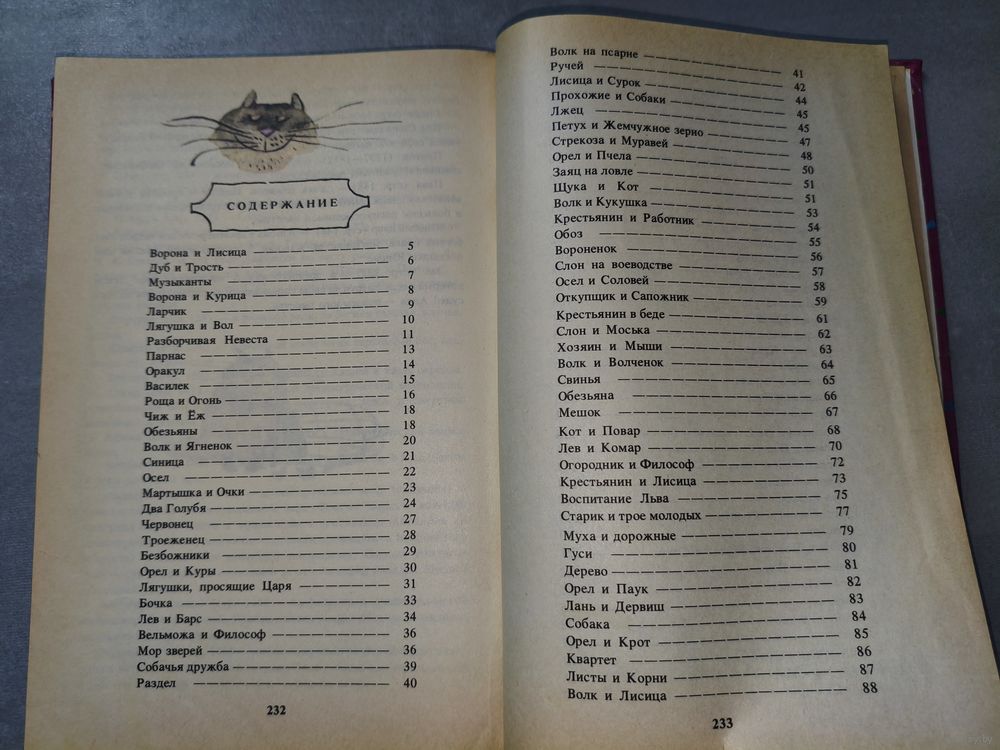 СОДЕРЖАНИЕ
Ворона и Лисица 5
Дуб и Трость 6
Музыканты 7
Ворона и Курица 8
Ларчик 9
Лягушка и Вол 10
Разборчивая Невеста 11
Парнас 13
Оракул 14
Василек 15
Роща и Огонь 16
Чиж и Ёж 18
Обезьяны 18
Волк и Ягненок 20
Синица 21
Осел 22
Мартышка и Очки 23
Два Голубя 24
Червонец 27
Троеженец 28
Безбожники 29
Орел и Куры 30
Лягушки, просящие Царя 31
Бочка 33
Лев и Барс 34
Вельможа и Философ 36
Мор зверей 36
Собачья дружба 39
Раздел 40
232
Волк на псарне 41
Ручей 42
Лисица и Сурок 44
Прохожие и Собаки 45
Лжец 45
Петух и Жемчужное зерно 47
Стрекоза и Муравей 48
Орел и Пчела 50
Заяц на ловле 51
Щука и Кот 51
Волк и Кукушка 53
Крестьянин и Работник 54
Обоз 55
Вороненок 56
Слон на воеводстве 57
Осел и Соловей 58
Откупщик и Сапожник 59
Крестьянин в беде 61
Слон и Моська 62
Хозяин и Мыши 63
Волк и Волченок 64
Свинья 65
Обезьяна 66
Мешок 67
Кот и Повар 68
Лев и Комар 70
Огородник и Философ 72
Крестьянин и Лисица 73
Воспитание Льва 75
Старик и трое молодых 77
Муха и дорожные 79
Гуси 80
Дерево 81
Орел и Паук 82
Лань и Дервиш 83
Собака 84
Орел и Крот 85
Квартет 86
Листы и Корни 87
Волк и Лисица 88
233